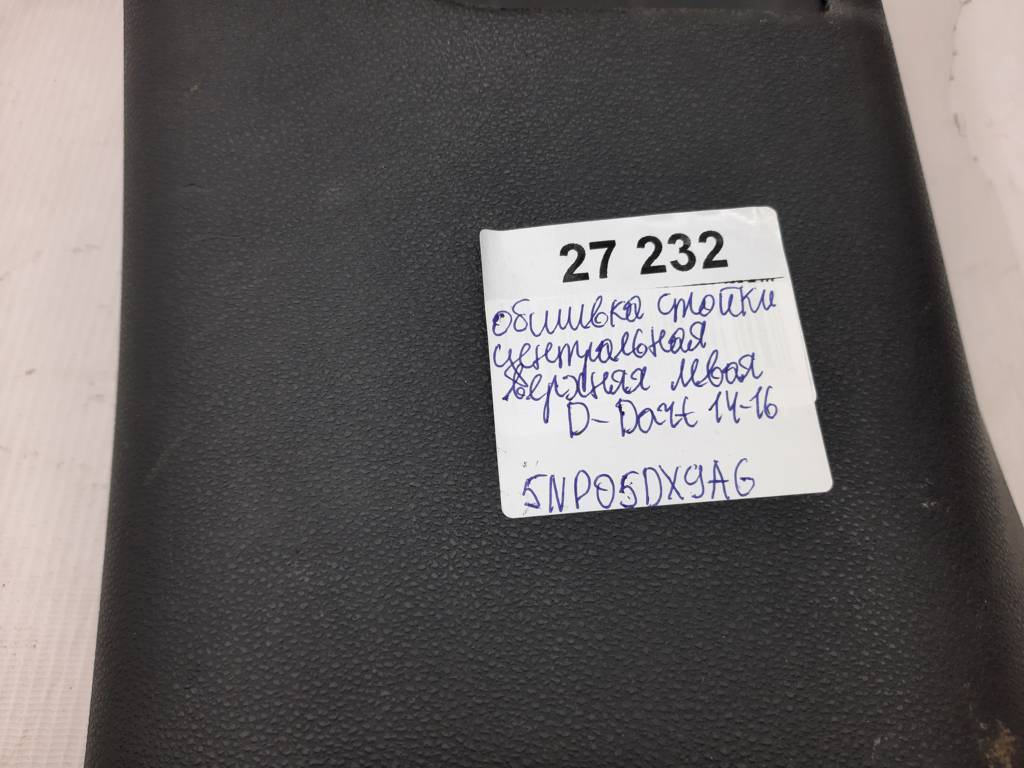 27 232
обшивка стойки
центральная
верхняя левая
D-Dart 14-16
5NP05DX9AG